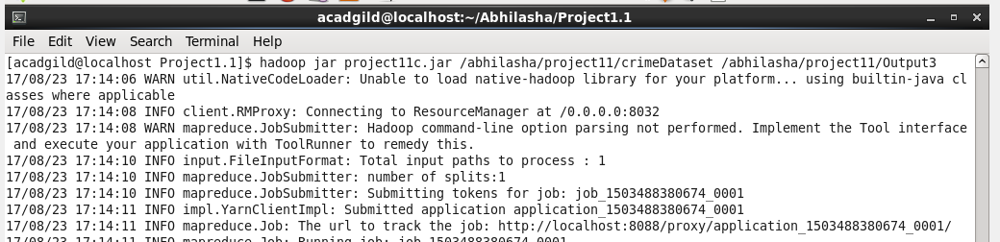 acadgild@localhost:~/Abhilasha/Project1.1
File Edit View Search Terminal Help
[acadgild@localhost Project1.1]$ hadoop jar project11c.jar /abhilasha/project11/crimeDataset /abhilasha/project11/Output3
17/08/23 17:14:06 WARN util.NativeCodeLoader: Unable to load native-hadoop library for your platform... using builtin-java cl
asses where applicable
17/08/23 17:14:08 INFO client.RMProxy: Connecting to ResourceManager at /0.0.0.0:8032
17/08/23 17:14:08 WARN mapreduce.JobSubmitter: Hadoop command-line option parsing not performed. Implement the Tool interface
 and execute your application with ToolRunner to remedy this.
17/08/23 17:14:10 INFO input.FileInputFormat: Total input paths to process : 1
17/08/23 17:14:10 INFO mapreduce.JobSubmitter: number of splits:1
17/08/23 17:14:10 INFO mapreduce.JobSubmitter: Submitting tokens for job: job_1503488380674_0001
17/08/23 17:14:11 INFO impl.YarnClientImpl: Submitted application application_1503488380674_0001
17/08/23 17:14:11 INFO mapreduce.Job: The url to track the job: http://localhost:8088/proxy/application_1503488380674_0001/
17/08/23 17:14:11 INFO mapreduce.Job: Running job: job_1503488380674_0001